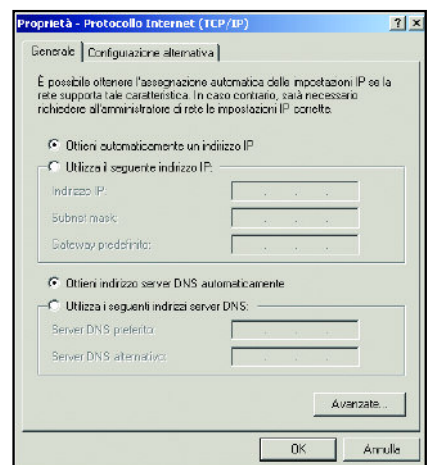 Proprietà - Protocollo Internet (TCP/IP)
? x
Generale
Configurazione alternativa
È possibile ottenere l'assegnazione automatica delle impostazioni IP se la
rete supporta tale caratteristica. In caso contrario, sarà necessario
richiedere all'amministratore di rete le impostazioni IP corrette.
Ottieni automaticamente un indirizzo IP
Utilizza il seguente indirizzo IP:
Indirizzo IP:
Subnet mask:
Gateway predefinito:
Ottieni indirizzo server DNS automaticamente
Utilizza i seguenti indirizzi server DNS:
Server DNS preferito:
Server DNS alternativo:
Avanzate...
OK
Annulla